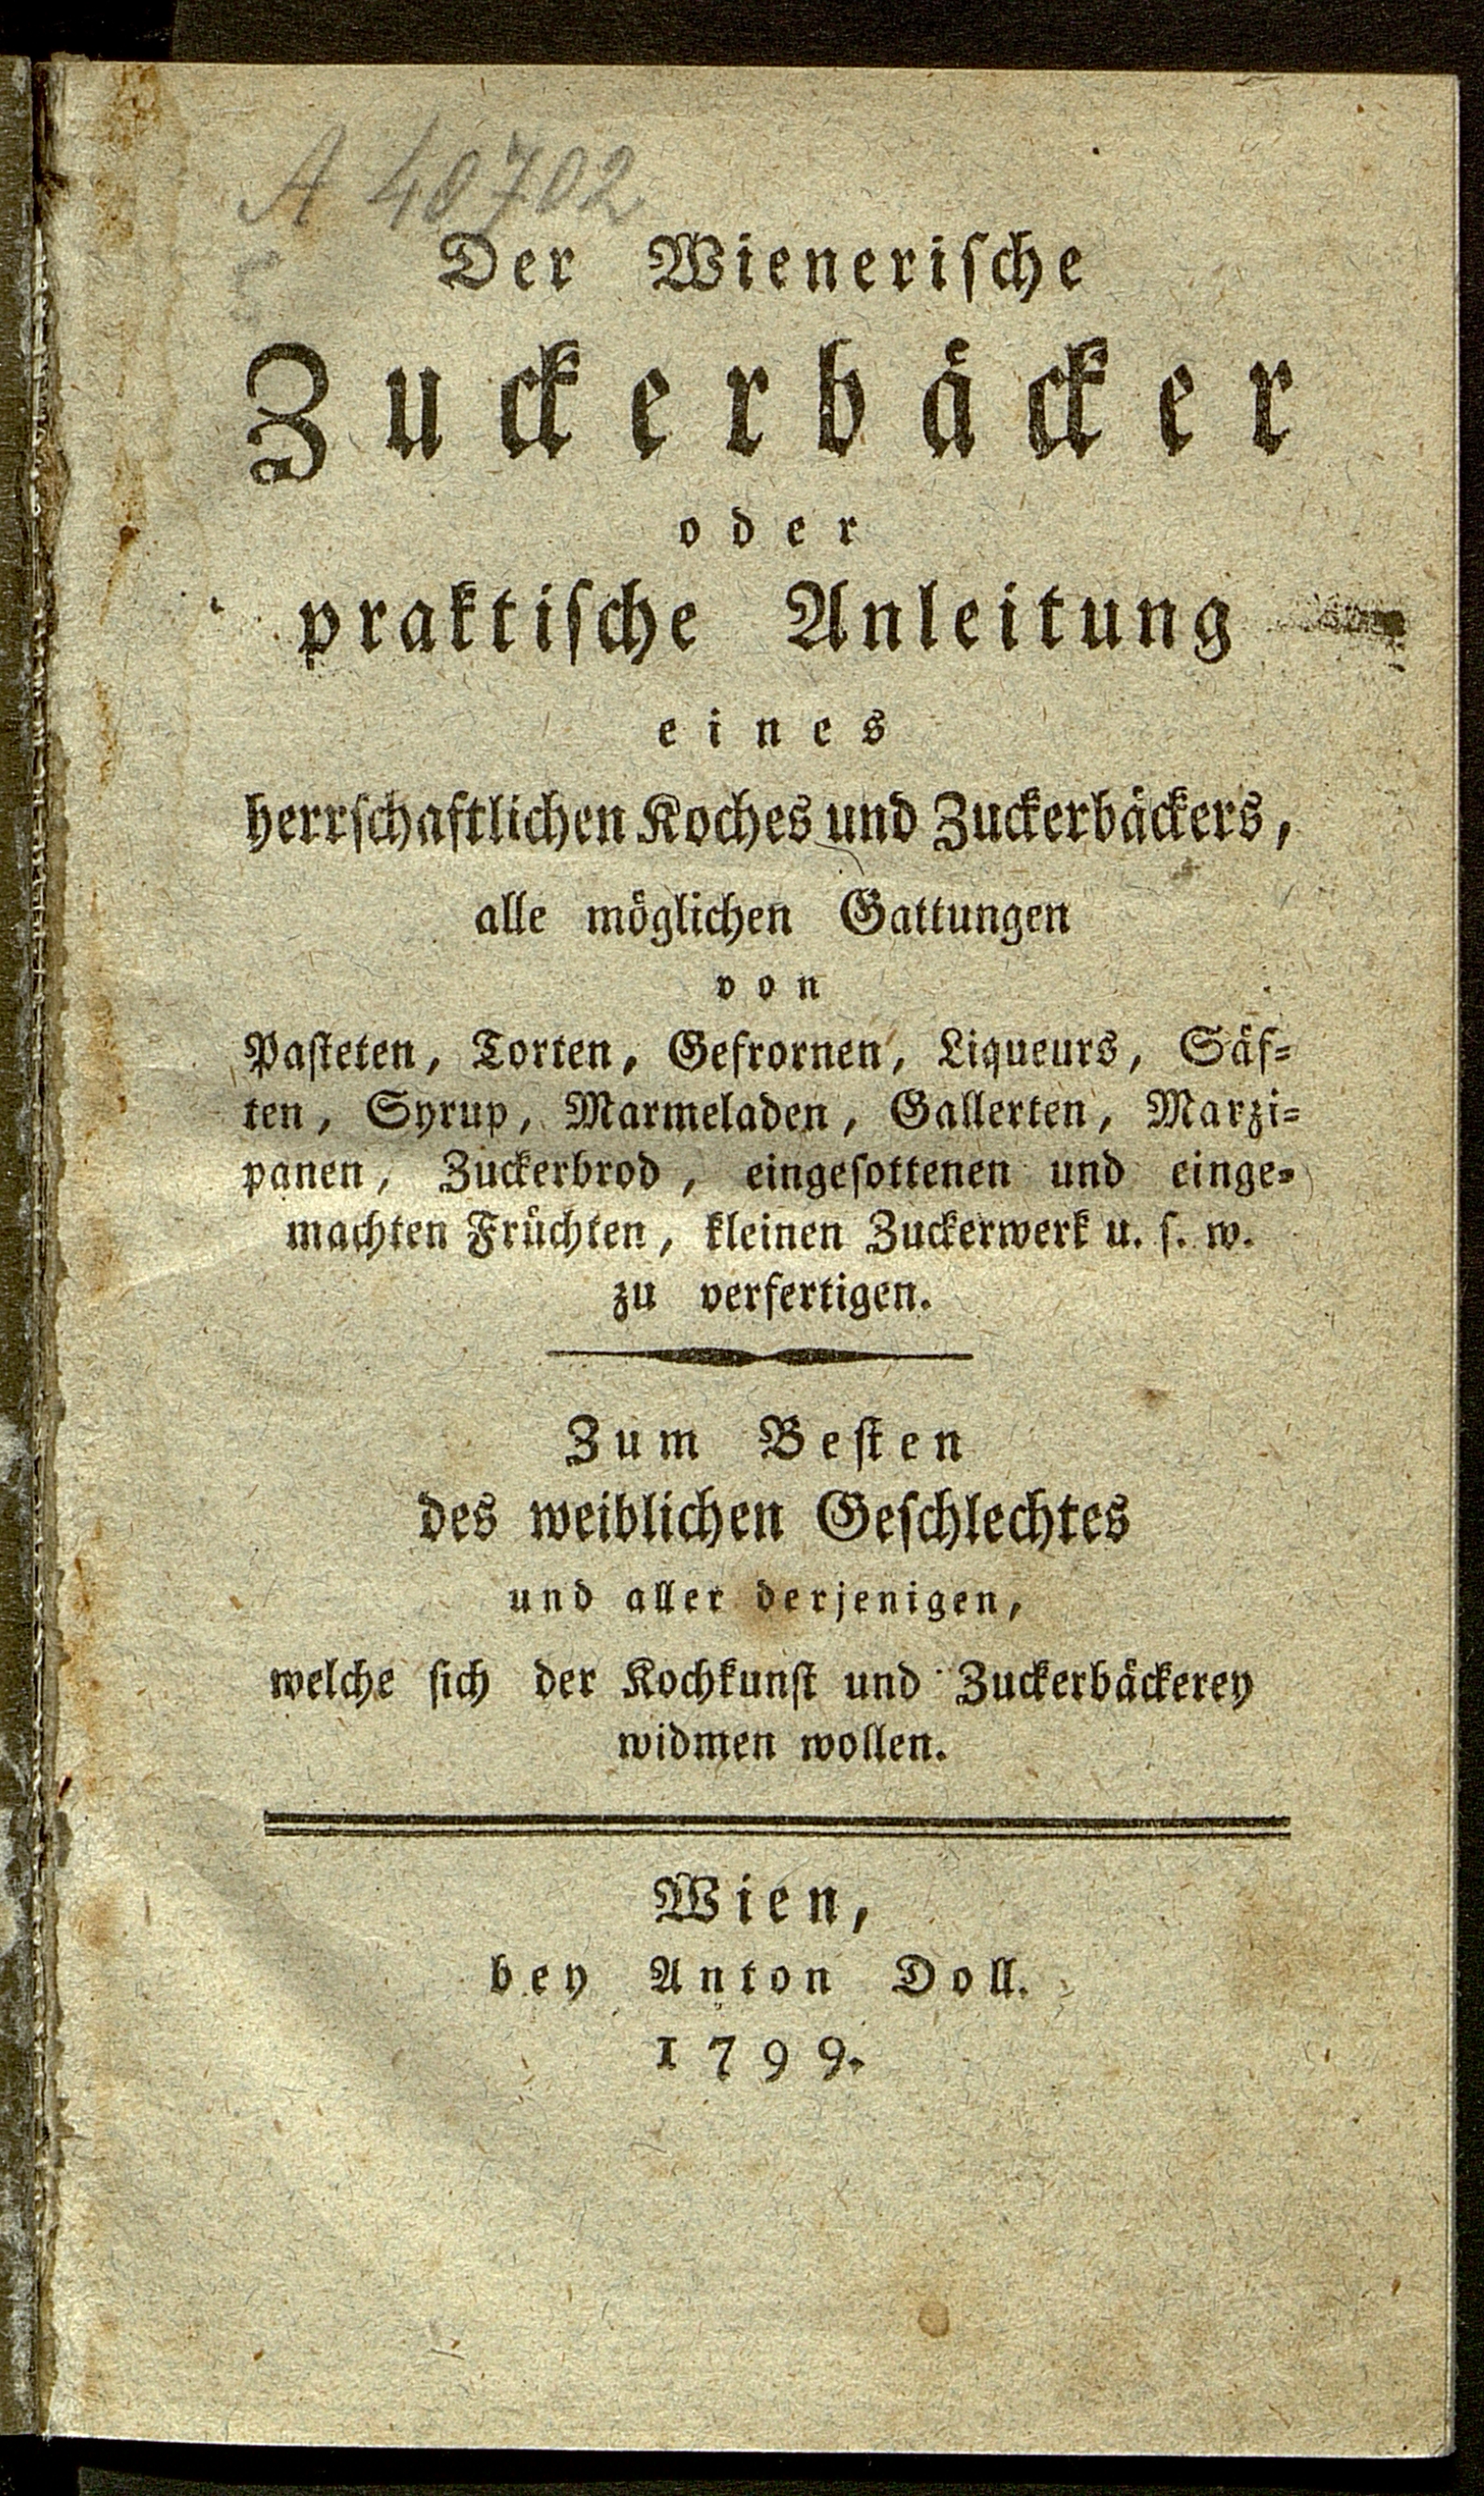 A 40702
Der Wienerische
Zuckerbäcker
oder
praktische Anleitung
eines
herrschaftlichen Koches und Zuckerbäckers,
alle möglichen Gattungen
von
Pasteten, Torten, Gefrornen, Liqueurs, Säf-
ten, Syrup, Marmeladen, Gallerten, Marzi-
panen, Zuckerbrod, eingesottenen und einge-
machten Früchten, kleinen Zuckerwerk u. s. w.
zu verfertigen.
Zum Besten
des weiblichen Geschlechtes
und aller derjenigen,
welche sich der Kochkunst und Zuckerbäckerey
widmen wollen.
Wien,
bey Anton Doll.
1799.